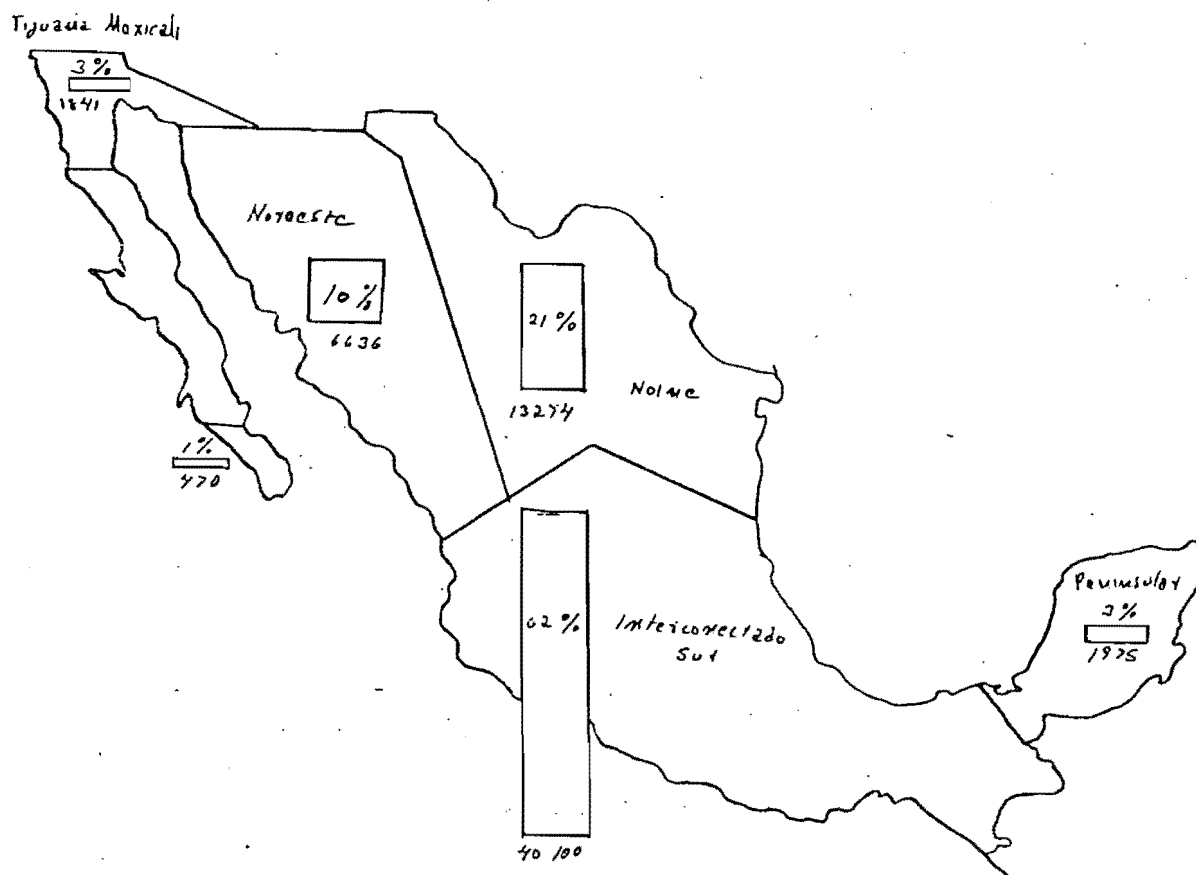 Tijuana Mexicali
3%
1841
Noroeste
10%
6636
21%
13274
Norte
1%
470
62%
Interconectado
Sur
40 100
Peninsular
3%
1975